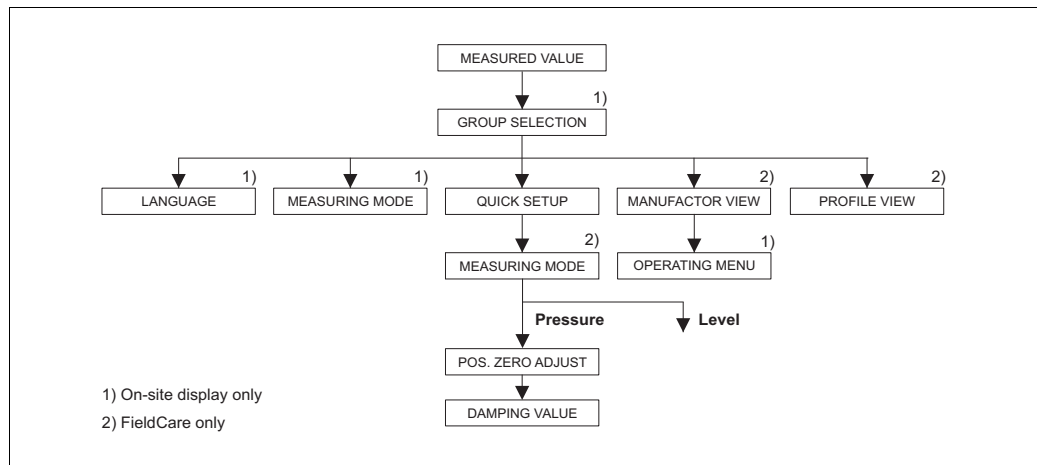 MEASURED VALUE
1)
GROUP SELECTION
1)
1)
2)
2)
LANGUAGE
MEASURING MODE
QUICK SETUP
MANUFACTOR VIEW
PROFILE VIEW
2)
1)
MEASURING MODE
OPERATING MENU
Pressure
Level
POS. ZERO ADJUST
DAMPING VALUE
1) On-site display only
2) FieldCare only